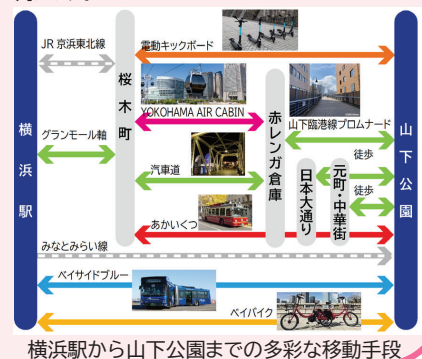 横浜駅
JR 京浜東北線
桜木町
電動キックボード
YOKOHAMA AIR CABIN
赤レンガ倉庫
山下臨港線プロムナード
山下公園
グランモール軸
汽車道
日本大通り
徒歩
元町・中華街
徒歩
あかいくつ
みなとみらい線
ベイサイドブルー
ベイバイク
横浜駅から山下公園までの多彩な移動手段